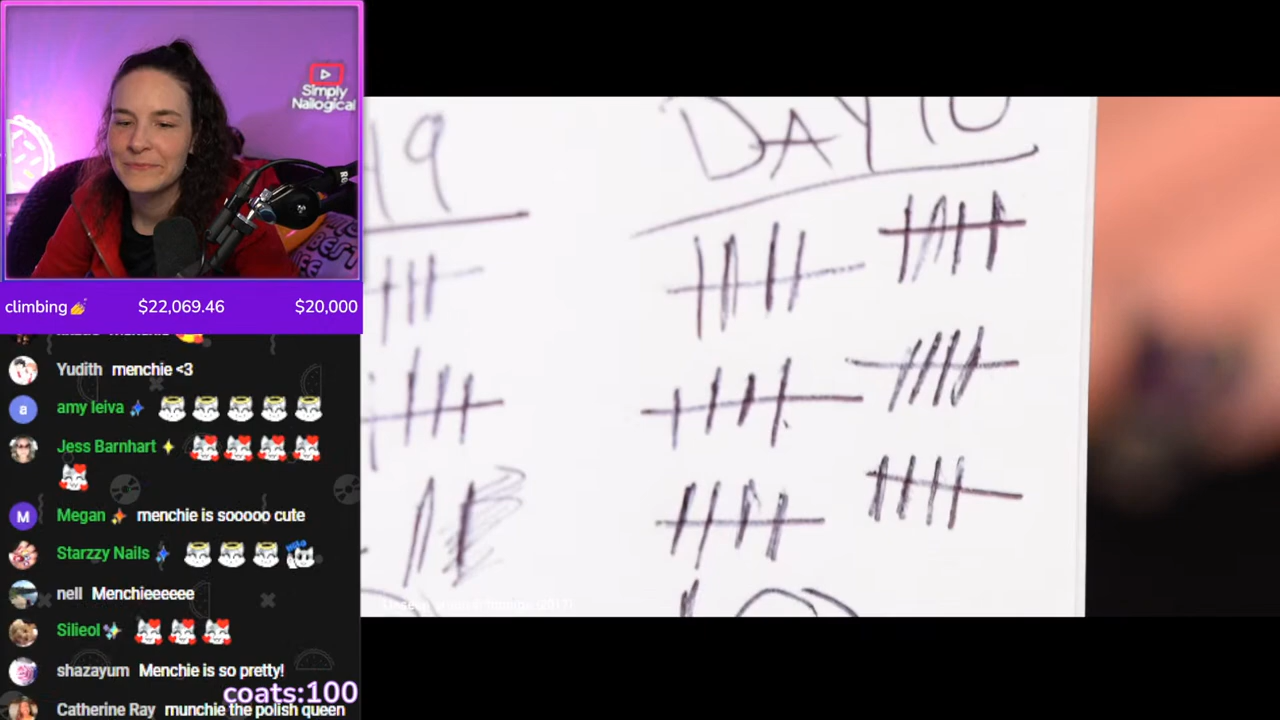 Simply
Nailogical
climbing💅 $22,069.46 $20,000
Yudith menchie <3
amy leiva
Jess Barnhart
Megan menchie is sooooo cute
Starzzy Nails
nell Menchieeeeee
Silieol
shazayum Menchie is so pretty!
coats:100
Catherine Ray munchie the polish queen
9
DAY 10